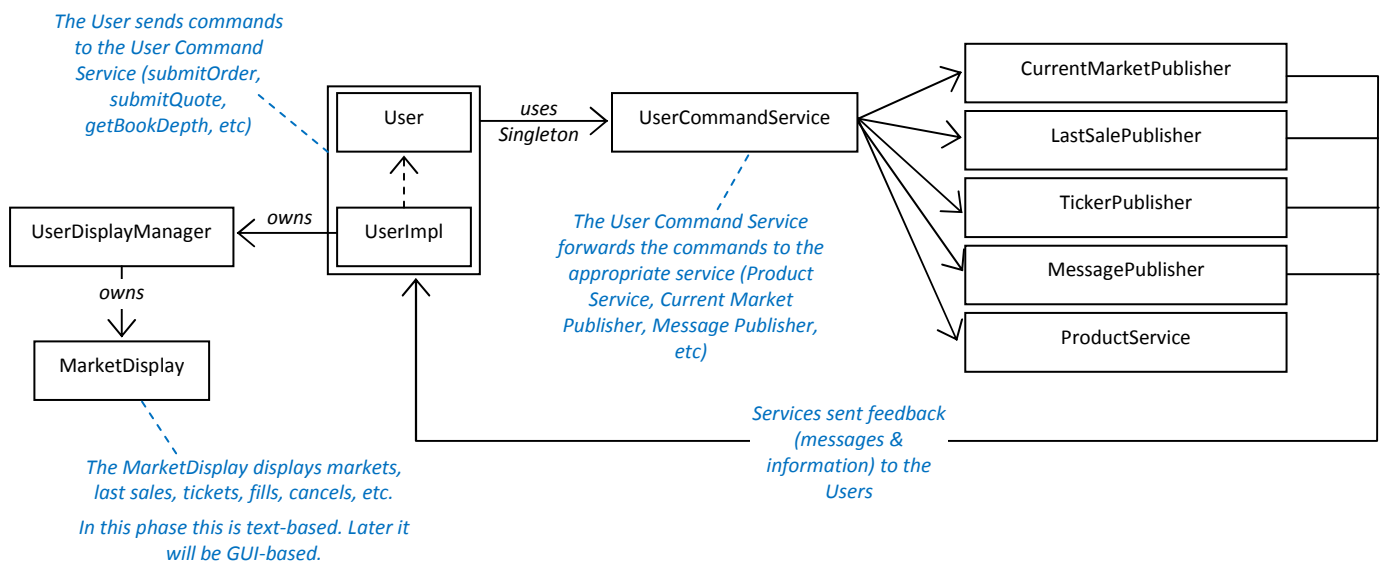 The User sends commands
to the User Command
Service (submitOrder,
submitQuote,
getBookDepth, etc)
User
UserImpl
uses
Singleton
UserCommandService
CurrentMarketPublisher
LastSalePublisher
TickerPublisher
MessagePublisher
ProductService
owns
UserDisplayManager
owns
MarketDisplay
The User Command Service
forwards the commands to the
appropriate service (Product
Service, Current Market
Publisher, Message Publisher,
etc)
Services sent feedback
(messages &
information) to the
Users
The MarketDisplay displays markets,
last sales, tickets, fills, cancels, etc.
In this phase this is text-based. Later it
will be GUI-based.